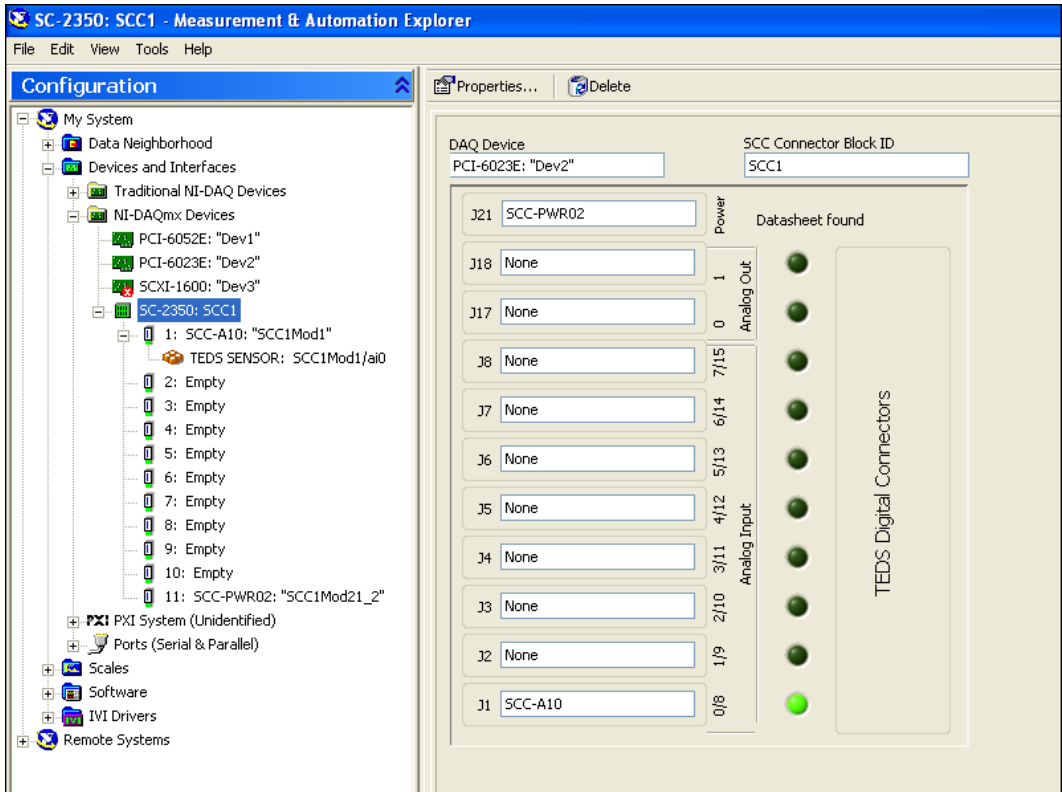 SC-2350: SCC1 - Measurement & Automation Explorer
File Edit View Tools Help
Configuration
My System
Data Neighborhood
Devices and Interfaces
Traditional NI-DAQ Devices
NI-DAQmx Devices
PCI-6052E: "Dev1"
PCI-6023E: "Dev2"
SCXI-1600: "Dev3"
SC-2350: SCC1
1: SCC-A10: "SCC1Mod1"
TEDS SENSOR: SCC1Mod1/ai0
2: Empty
3: Empty
4: Empty
5: Empty
6: Empty
7: Empty
8: Empty
9: Empty
10: Empty
11: SCC-PWR02: "SCC1Mod21_2"
PXI PXI System (Unidentified)
Ports (Serial & Parallel)
Scales
Software
IVI IVI Drivers
Remote Systems
Properties... Delete
DAQ Device SCC Connector Block ID
PCI-6023E: "Dev2" SCC1
J21 SCC-PWR02 Power
Datasheet found
J18 None 1
J17 None 0
Analog Out
J8 None 7/15
J7 None 6/14
J6 None 5/13
J5 None 4/12
J4 None 3/11
J3 None 2/10
J2 None 1/9
J1 SCC-A10 0/8
Analog Input
TEDS Digital Connectors